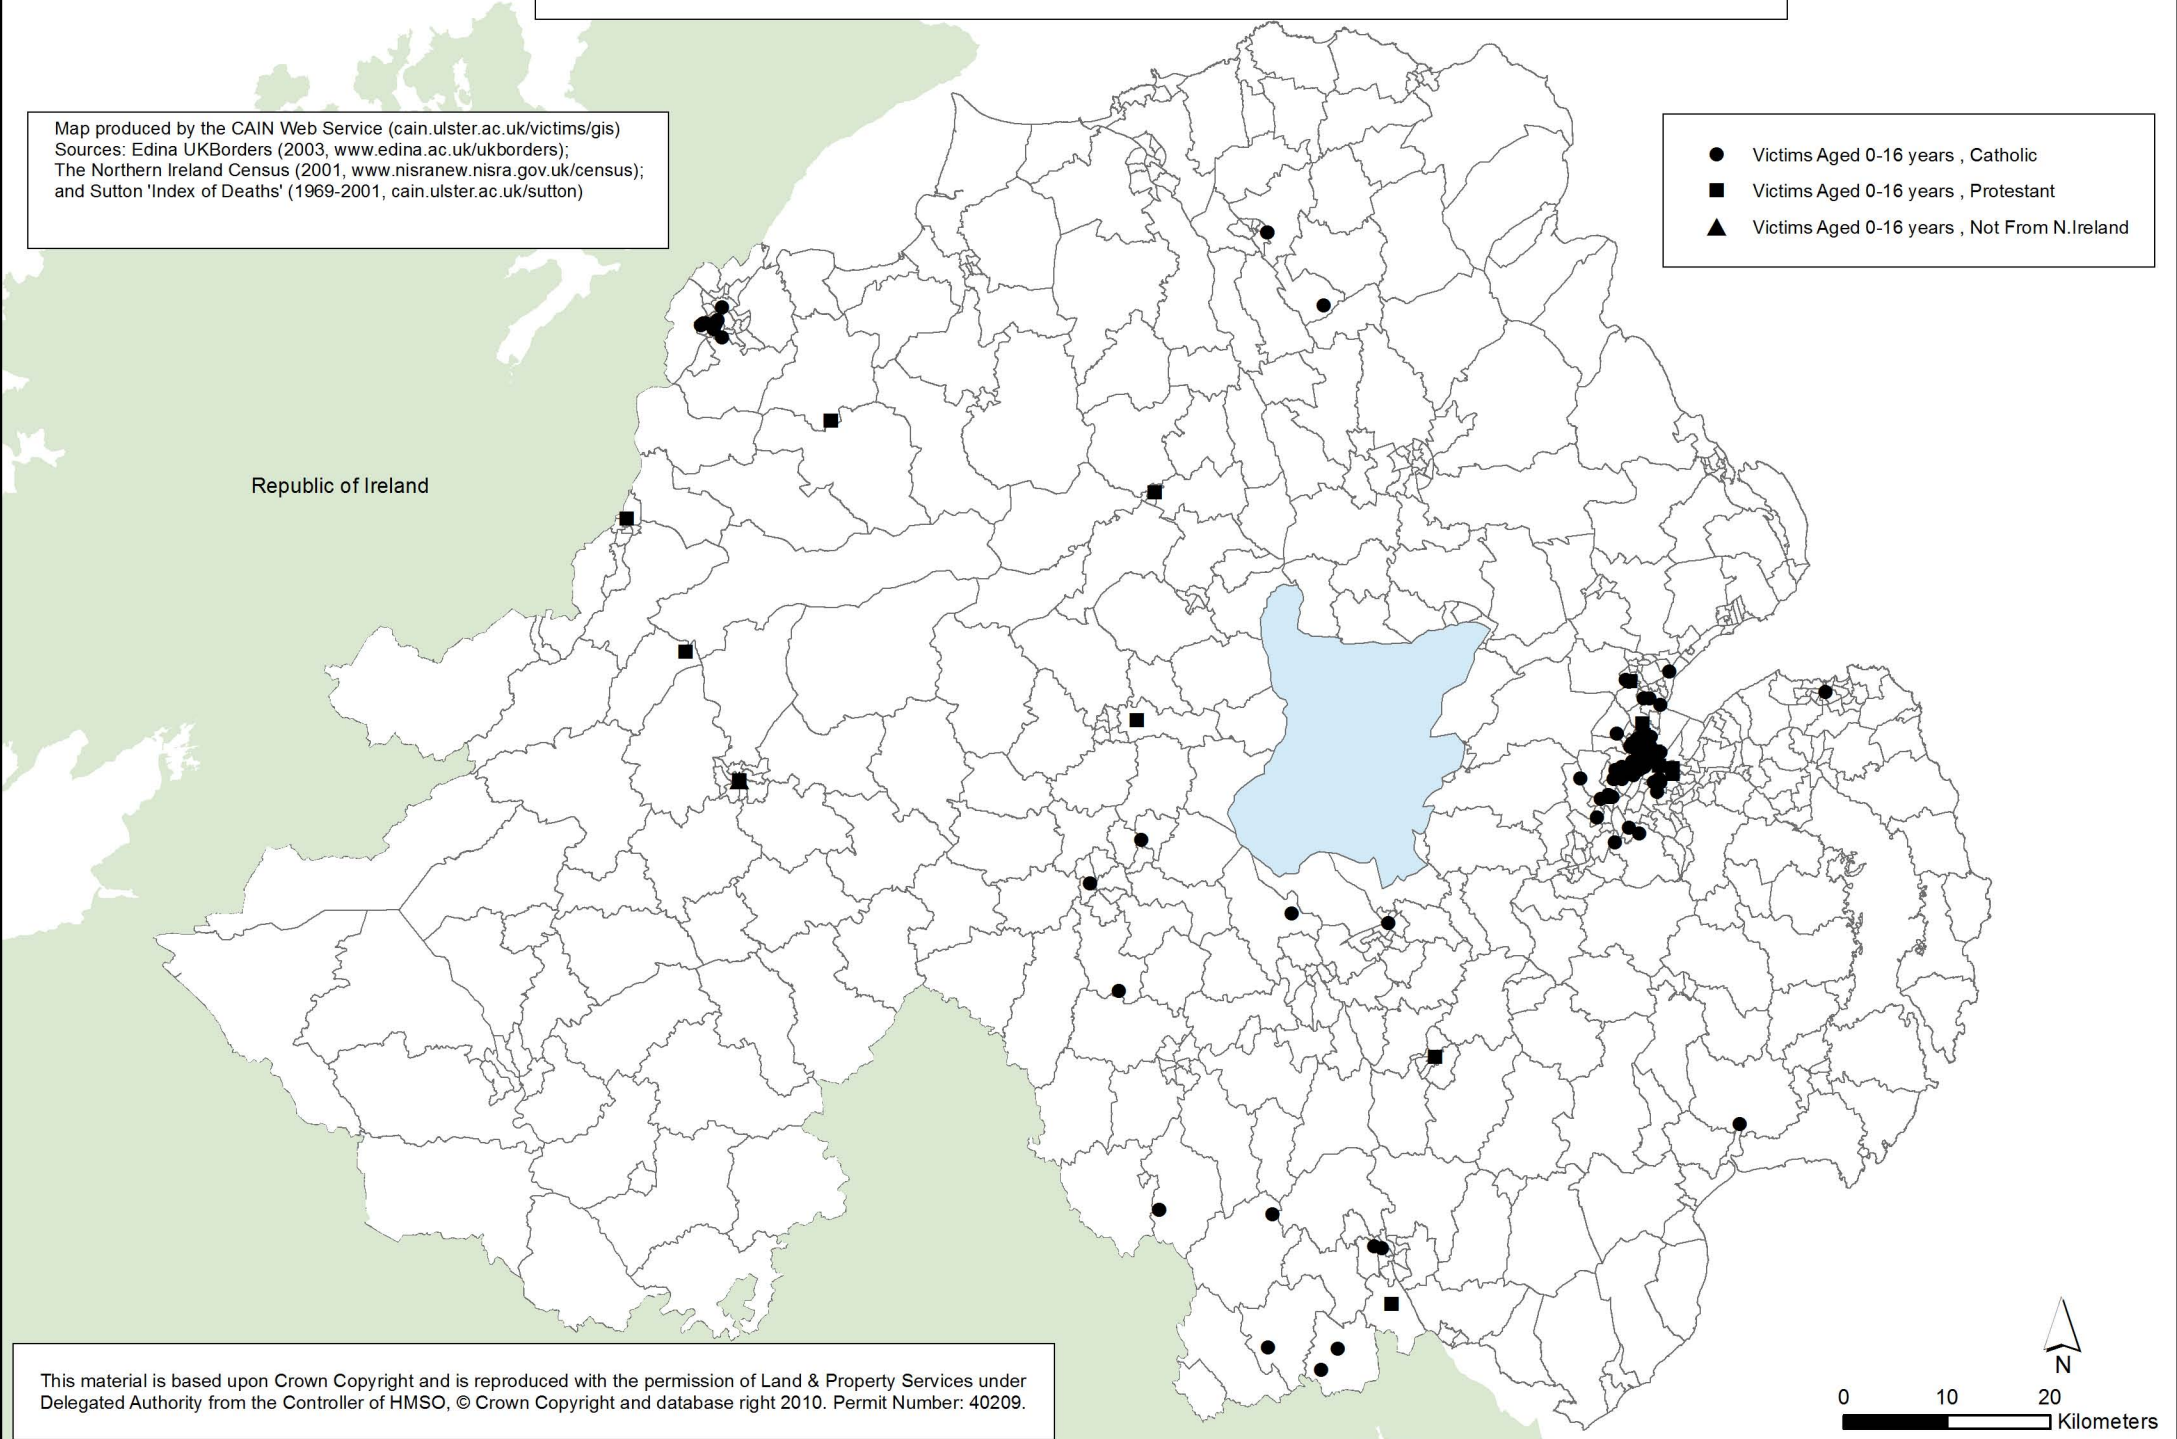 Map produced by the CAIN Web Service (cain.ulster.ac.uk/victims/gis)
Sources: Edina UKBorders (2003, www.edina.ac.uk/ukborders);
The Northern Ireland Census (2001, www.nisranew.nisra.gov.uk/census);
and Sutton 'Index of Deaths' (1969-2001, cain.ulster.ac.uk/sutton)
Victims Aged 0-16 years , Catholic
Victims Aged 0-16 years , Protestant
Victims Aged 0-16 years , Not From N.Ireland
Republic of Ireland
This material is based upon Crown Copyright and is reproduced with the permission of Land & Property Services under
Delegated Authority from the Controller of HMSO, © Crown Copyright and database right 2010. Permit Number: 40209.
N
0 10 20
Kilometers